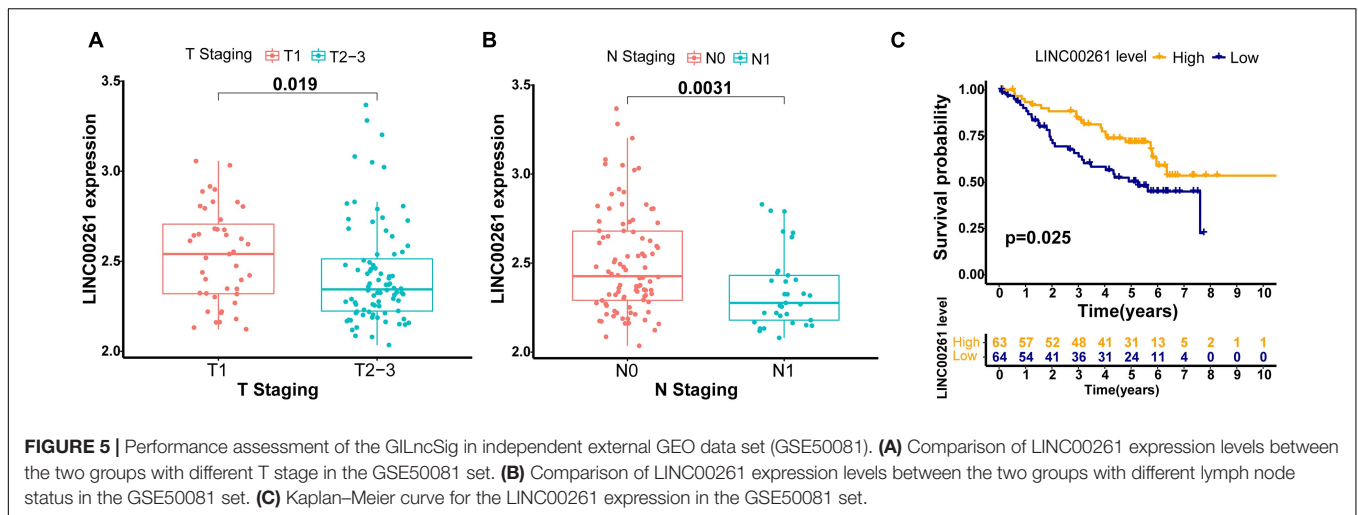 A
T Staging T1 T2−3
3.5
3.0
2.5
2.0
LINC00261 expression
0.019
T1 T2−3
T Staging
B
N Staging N0 N1
3.5
3.0
2.5
2.0
LINC00261 expression
0.0031
N0 N1
N Staging
C
LINC00261 level High Low
1.00
0.75
0.50
0.25
0.00
Survival probability
p=0.025
0 1 2 3 4 5 6 7 8 9 10
Time(years)
LINC00261 level
High 63 57 52 48 41 31 13 5 2 1 1
Low 64 54 41 36 31 24 11 4 0 0 0
0 1 2 3 4 5 6 7 8 9 10
Time(years)
FIGURE 5 | Performance assessment of the GILncSig in independent external GEO data set (GSE50081). (A) Comparison of LINC00261 expression levels between
the two groups with different T stage in the GSE50081 set. (B) Comparison of LINC00261 expression levels between the two groups with different lymph node
status in the GSE50081 set. (C) Kaplan–Meier curve for the LINC00261 expression in the GSE50081 set.